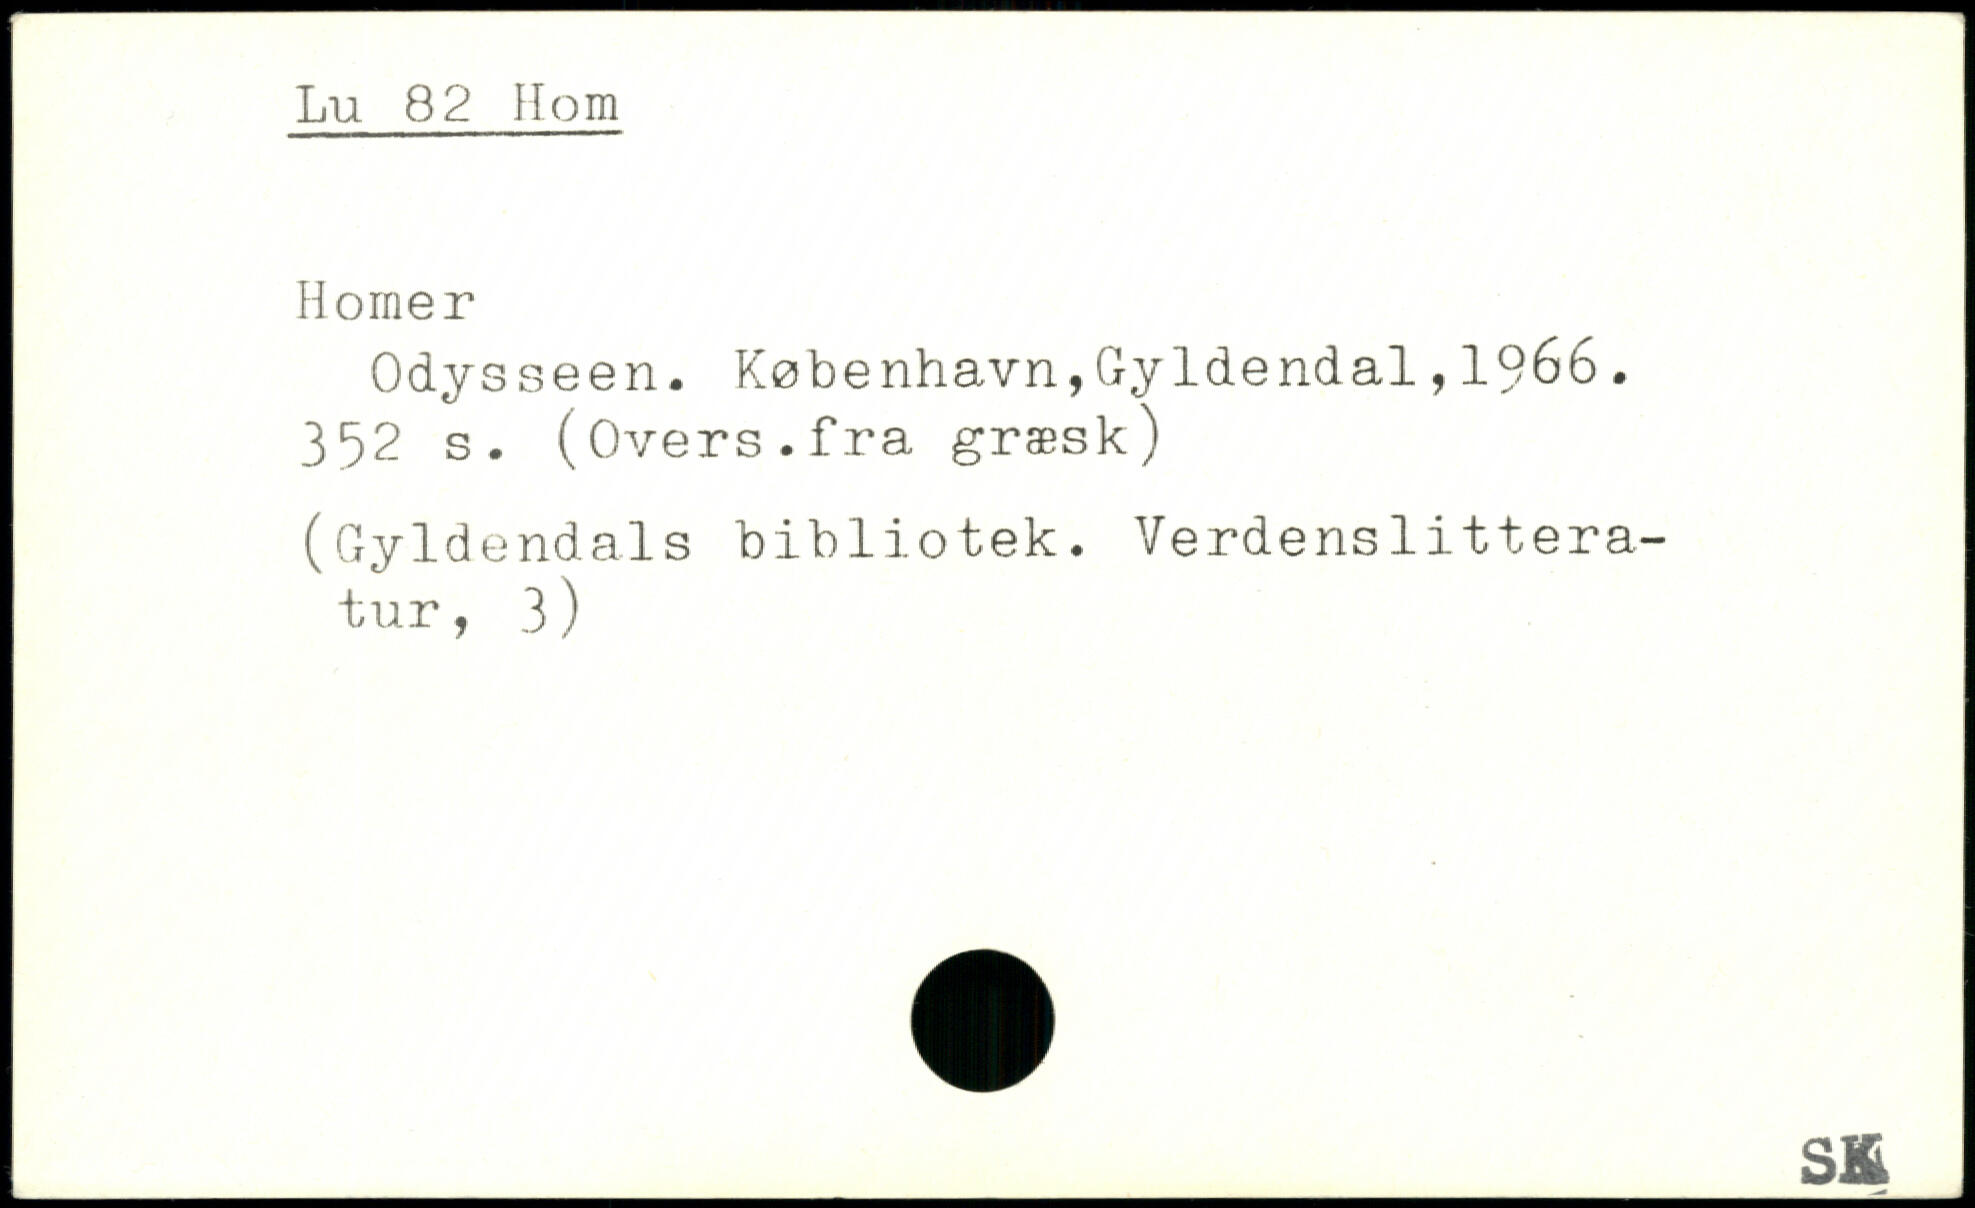 Lu 82 Hom
Homer
Odysseen. København,Gyldendal,1966.
352 s. (Overs.fra græsk)
(Gyldendals bibliotek. Verdenslittera-
tur, 3)
SK